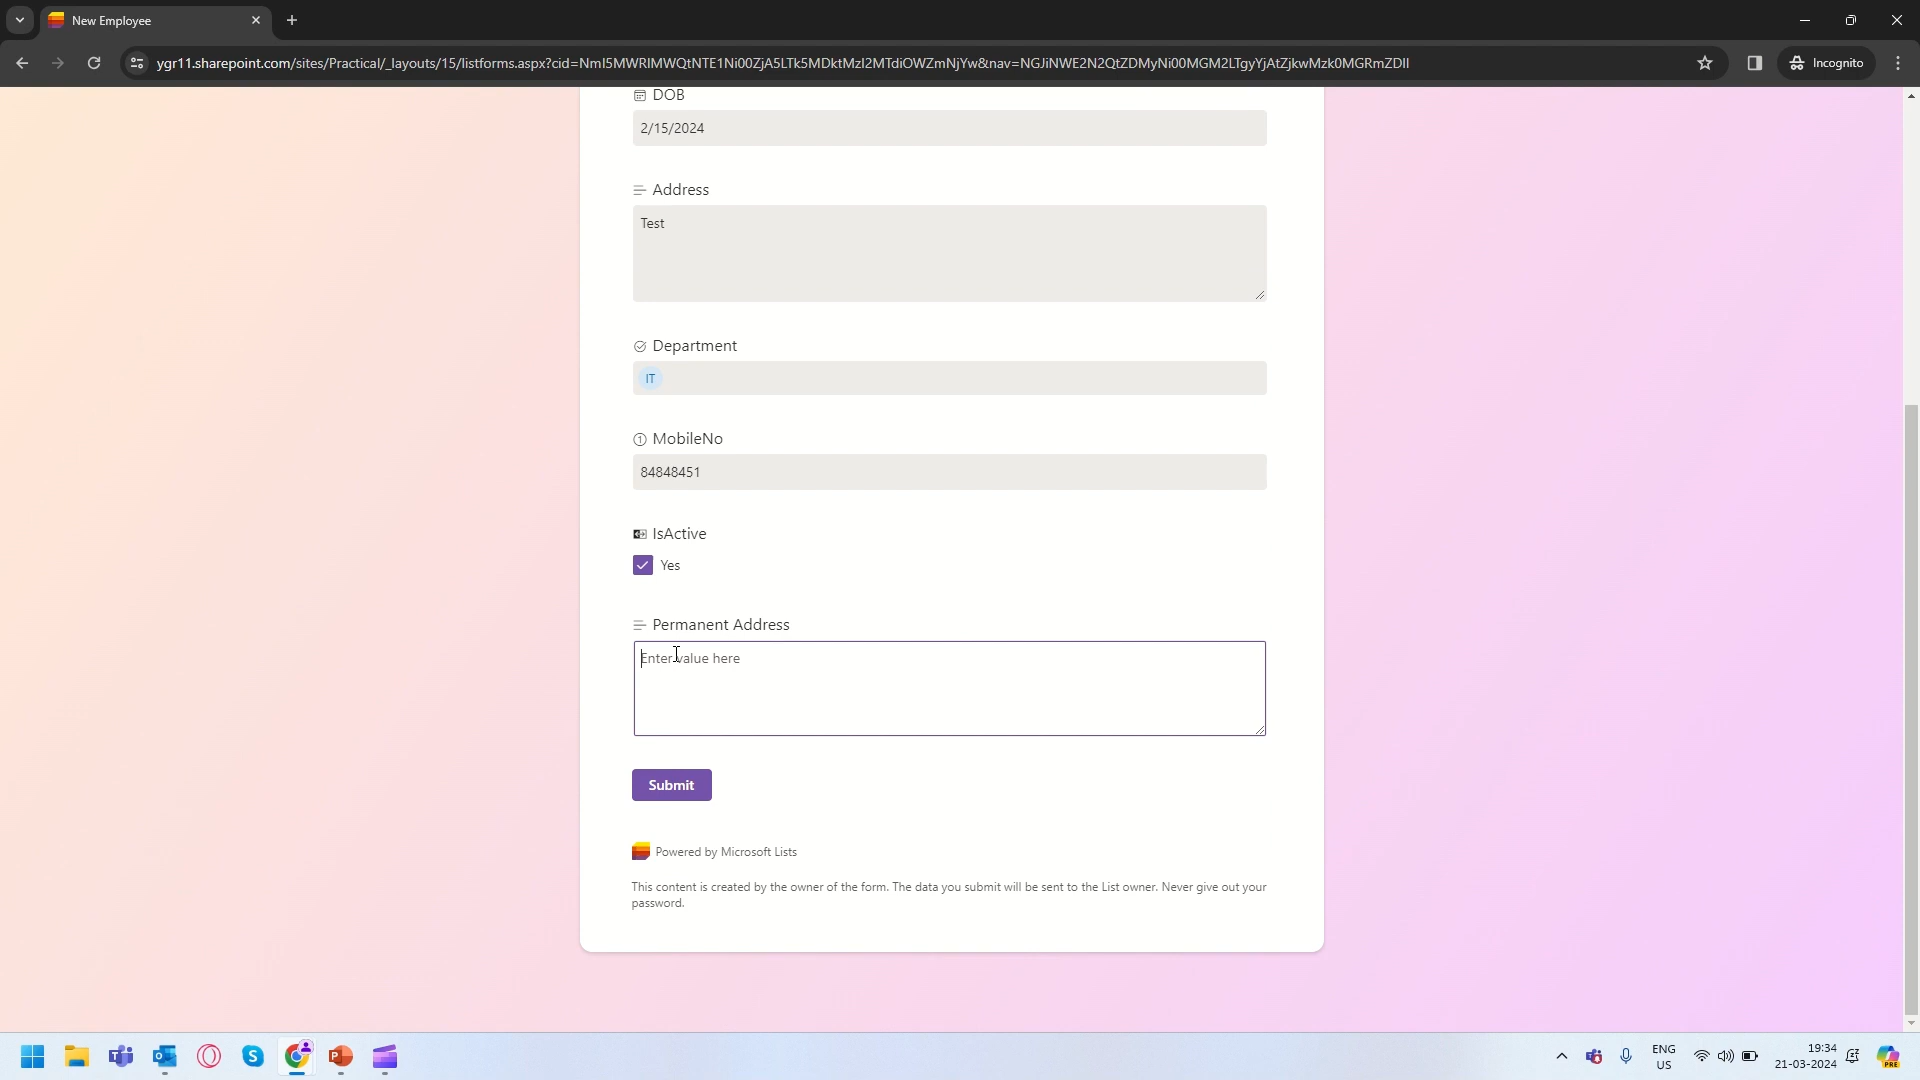 New Employee
ygr11.sharepoint.com/sites/Practical/_layouts/15/listforms.aspx?cid=NmI5MWRlMWQtNTE1Ni00ZjA5LTk5MDktMzI2MTdiOWZmNjYw&nav=NGJiNWE2N2QtZDMyNi00MGM2LTgyYjAtZjkwMzk0MGRmZDll
Incognito
DOB
2/15/2024
Address
Test
Department
IT
MobileNo
84848451
IsActive
Yes
Permanent Address
Enter value here
Submit
Powered by Microsoft Lists
This content is created by the owner of the form. The data you submit will be sent to the List owner. Never give out your
password.
ENG
US
19:34
21-03-2024
PRE